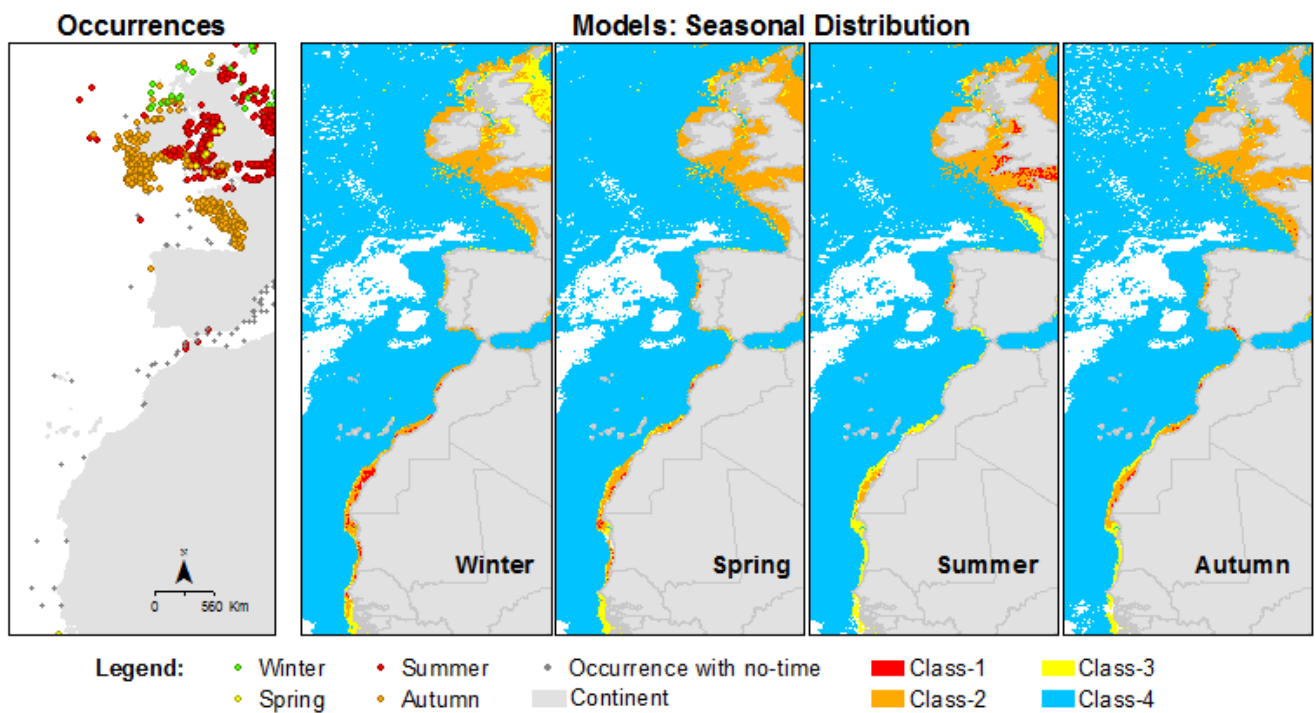 Occurrences
Models: Seasonal Distribution
N
0 560 Km
Winter
Spring
Summer
Autumn
Legend:
Winter
Summer
Occurrence with no-time
Class-1
Class-3
Spring
Autumn
Continent
Class-2
Class-4